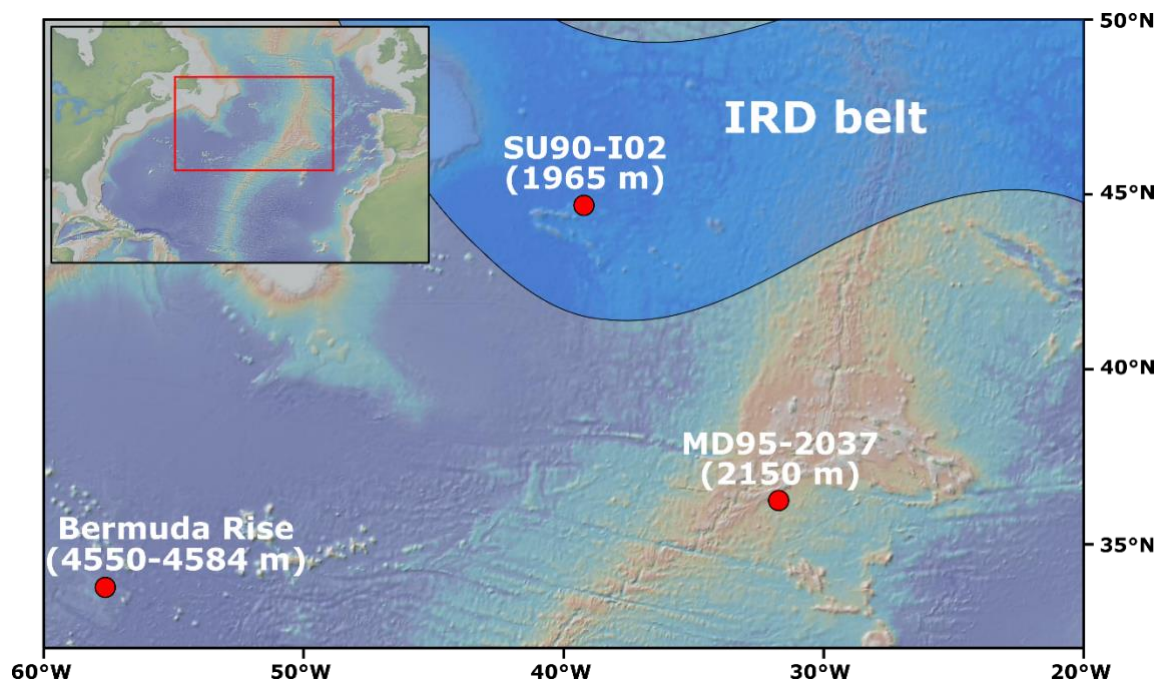 50°N
IRD belt
SU90-I02
(1965 m)
45°N
40°N
MD95-2037
(2150 m)
Bermuda Rise
(4550-4584 m)
35°N
60°W
50°W
40°W
30°W
20°W